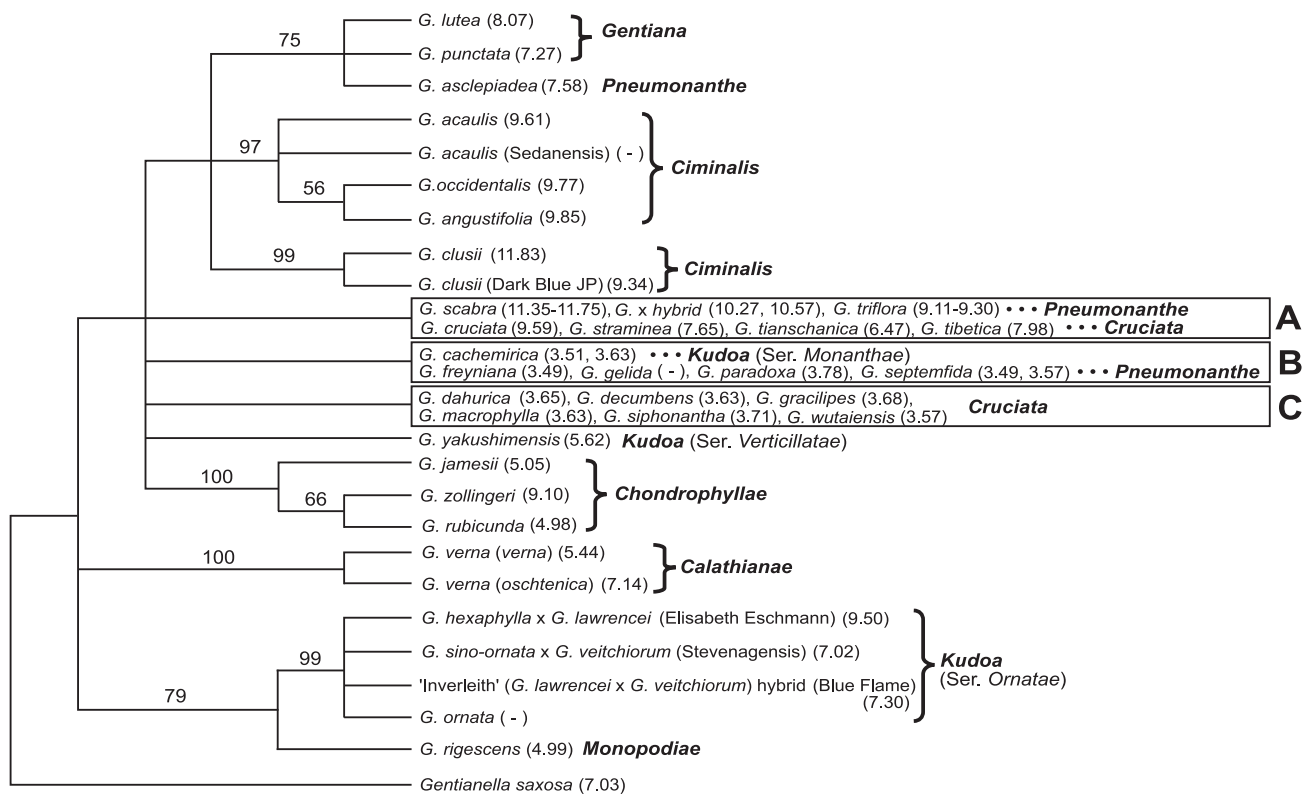 75
G. lutea (8.07)
G. punctata (7.27)
Gentiana
G. asclepiadea (7.58) Pneumonanthe
97
G. acaulis (9.61)
G. acaulis (Sedanensis) ( - )
56
G.occidentalis (9.77)
G. angustifolia (9.85)
Ciminalis
99
G. clusii (11.83)
G. clusii (Dark Blue JP) (9.34)
Ciminalis
G. scabra (11.35-11.75), G. x hybrid (10.27, 10.57), G. triflora (9.11-9.30) • • • Pneumonanthe
G. cruciata (9.59), G. straminea (7.65), G. tianschanica (6.47), G. tibetica (7.98) • • • Cruciata
A
G. cachemirica (3.51, 3.63) • • • Kudoa (Ser. Monanthae)
G. freyniana (3.49), G. gelida ( - ), G. paradoxa (3.78), G. septemfida (3.49, 3.57) • • • Pneumonanthe
B
G. dahurica (3.65), G. decumbens (3.63), G. gracilipes (3.68),
G. macrophylla (3.63), G. siphonantha (3.71), G. wutaiensis (3.57)
Cruciata
C
G. yakushimensis (5.62) Kudoa (Ser. Verticillatae)
100
G. jamesii (5.05)
66
G. zollingeri (9.10)
G. rubicunda (4.98)
Chondrophyllae
100
G. verna (verna) (5.44)
G. verna (oschtenica) (7.14)
Calathianae
79
99
G. hexaphylla x G. lawrencei (Elisabeth Eschmann) (9.50)
G. sino-ornata x G. veitchiorum (Stevenagensis) (7.02)
'Inverleith' (G. lawrencei x G. veitchiorum) hybrid (Blue Flame)
(7.30)
G. ornata ( - )
Kudoa
(Ser. Ornatae)
G. rigescens (4.99) Monopodiae
Gentianella saxosa (7.03)